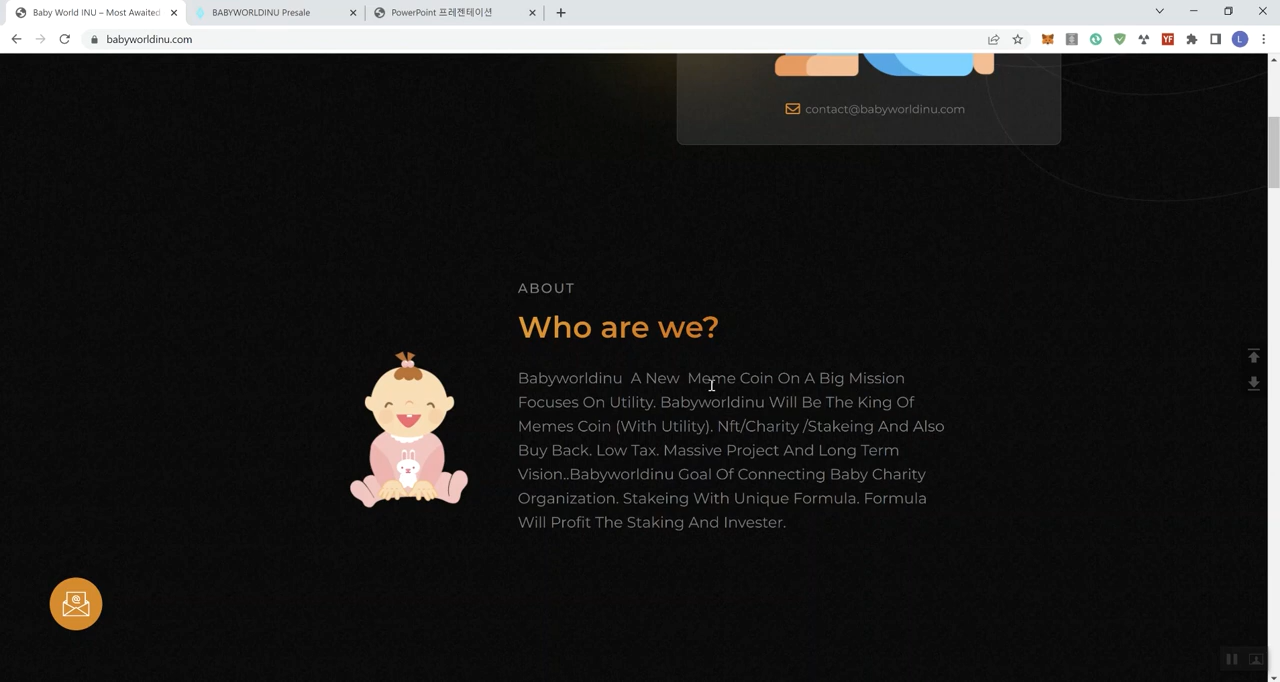 Baby World INU – Most Awaited
BABYWORLDINU Presale
PowerPoint 프레젠테이션
babyworldinu.com
YF
L
contact@babyworldinu.com
ABOUT
Who are we?
Babyworldinu A New Meme Coin On A Big Mission
Focuses On Utility. Babyworldinu Will Be The King Of
Memes Coin (With Utility). Nft/Charity /Stakeing And Also
Buy Back. Low Tax. Massive Project And Long Term
Vision..Babyworldinu Goal Of Connecting Baby Charity
Organization. Stakeing With Unique Formula. Formula
Will Profit The Staking And Invester.